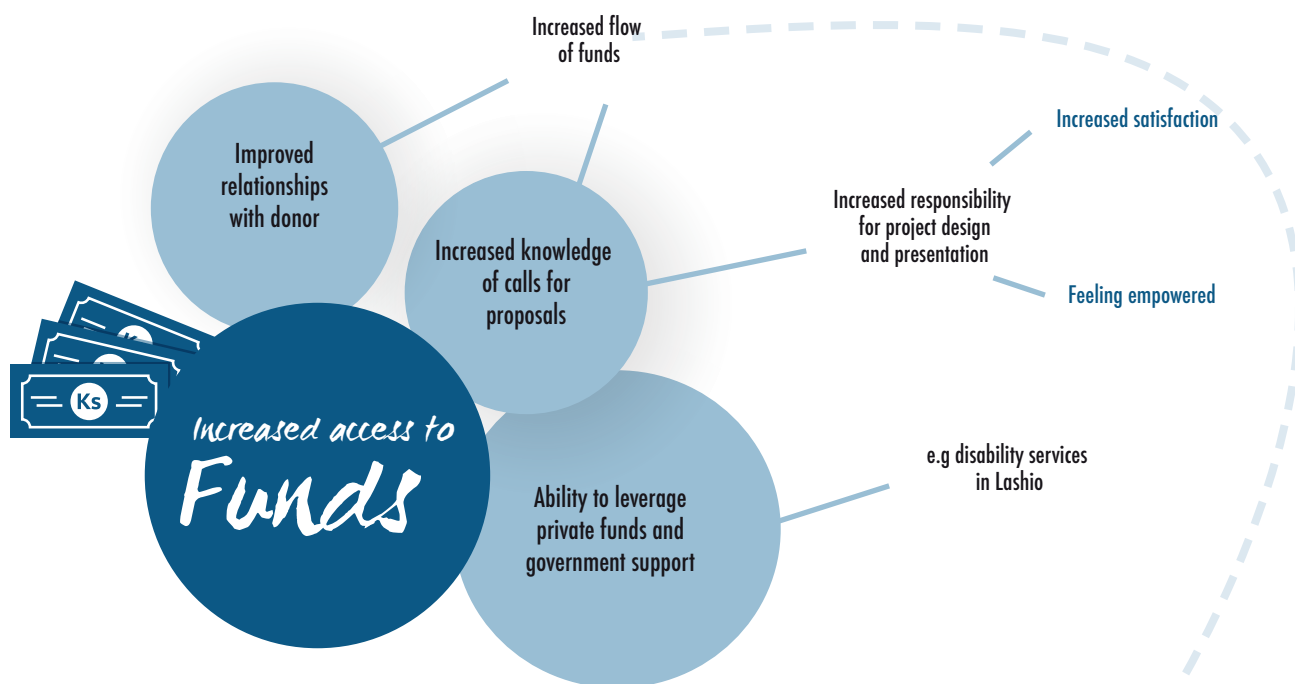 Increased flow
of funds
Improved
relationships
with donor
Increased knowledge
of calls for
proposals
Increased responsibility
for project design
and presentation
Increased satisfaction
Feeling empowered
Ks
Increased access to
Funds
Ability to leverage
private funds and
government support
e.g disability services
in Lashio